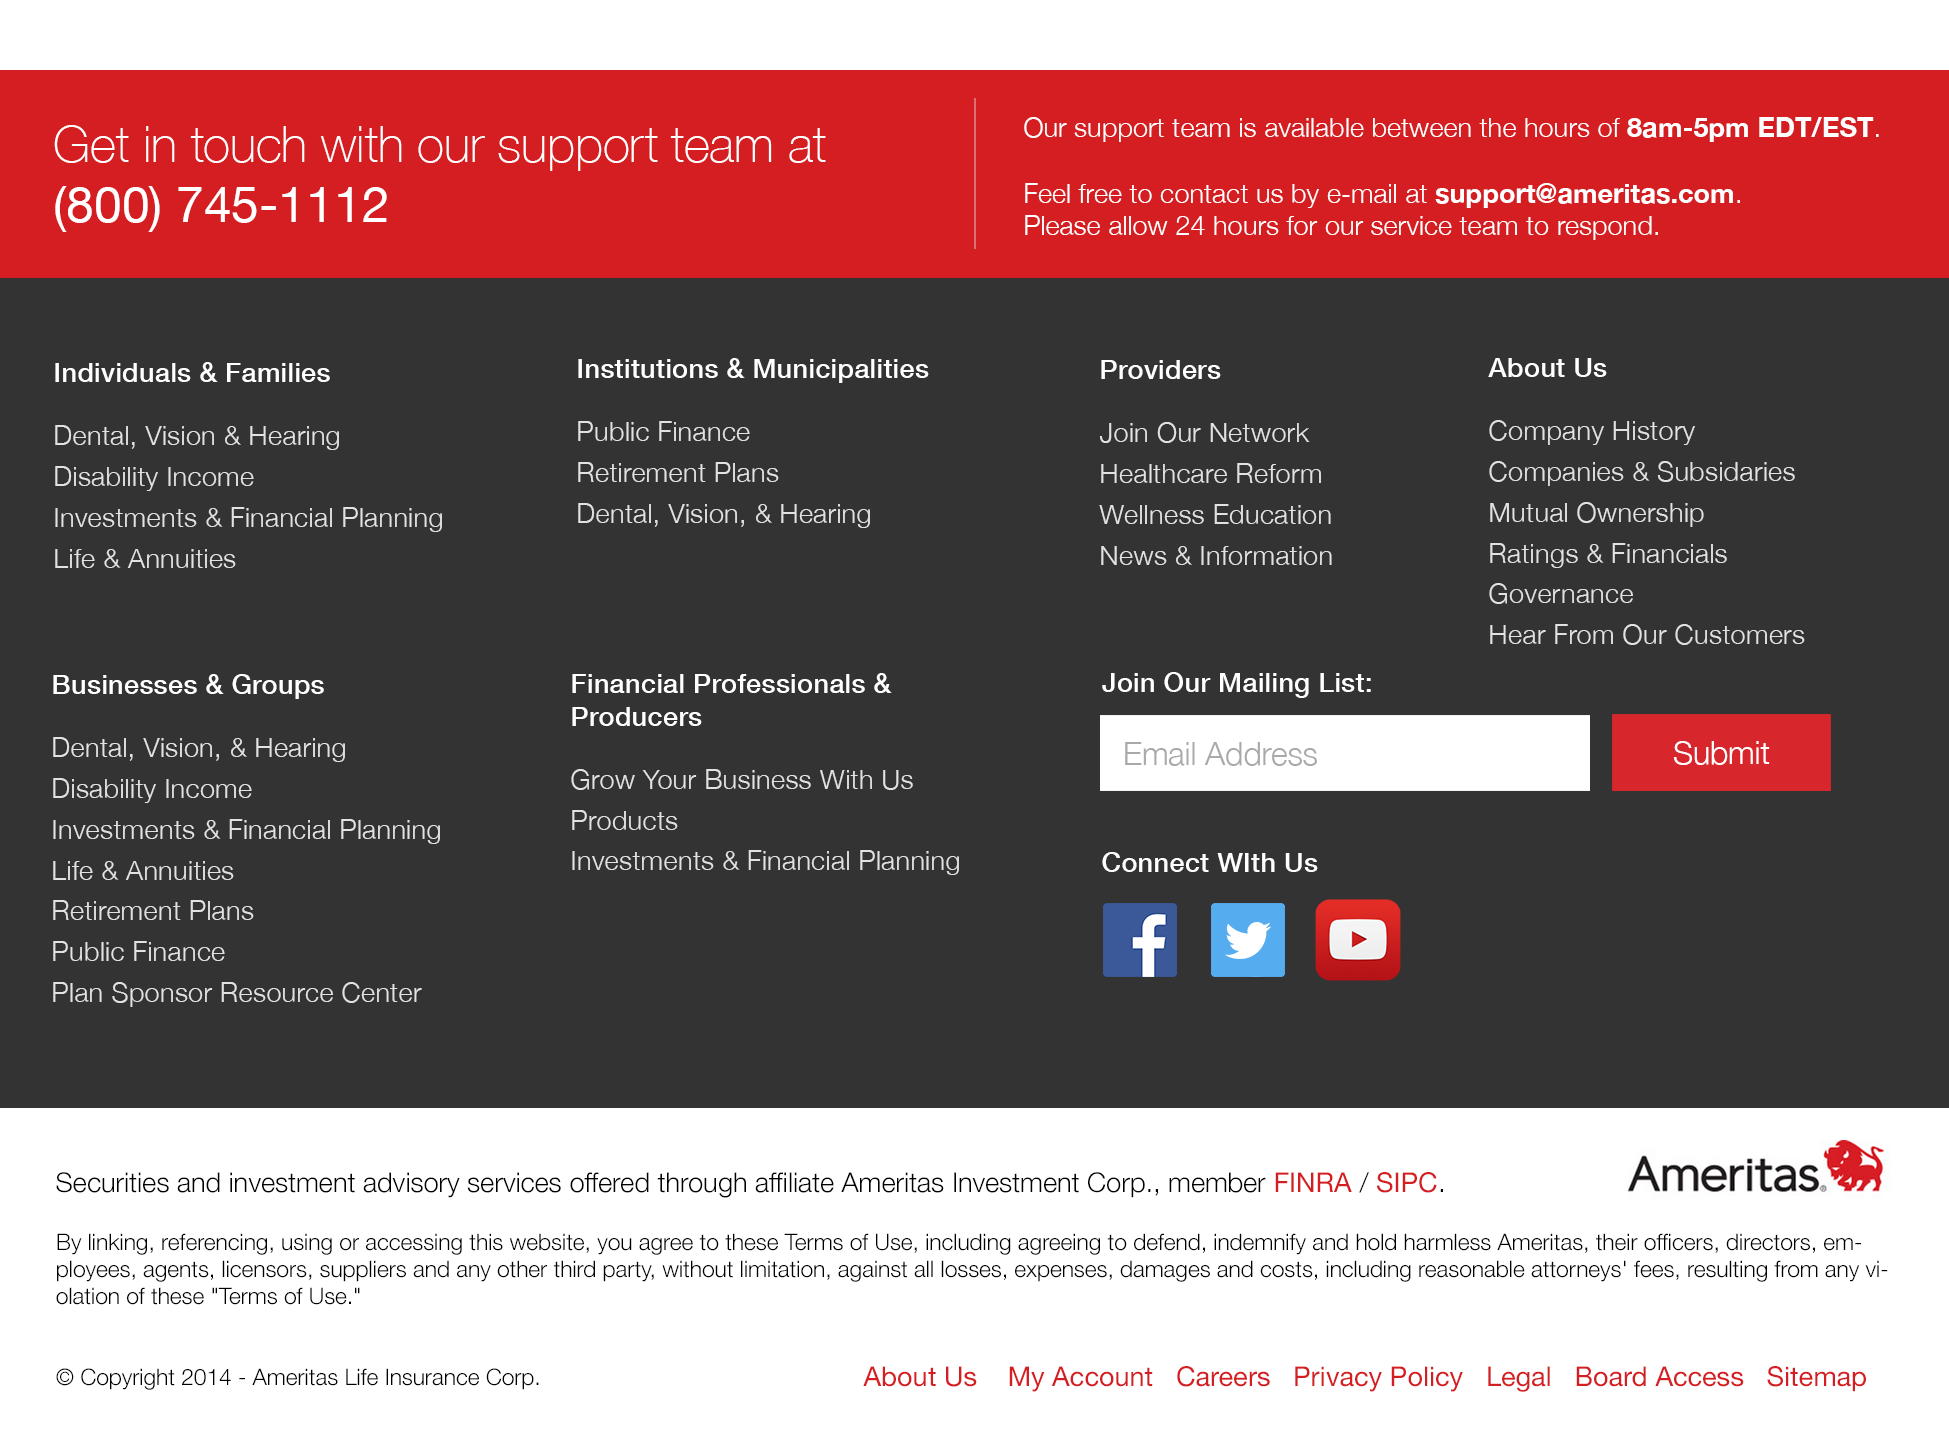 Get in touch with our support team at
(800) 745-1112
Our support team is available between the hours of 8am-5pm EDT/EST.
Feel free to contact us by e-mail at support@ameritas.com.
Please allow 24 hours for our service team to respond.
Individuals & Families
Dental, Vision & Hearing
Disability Income
Investments & Financial Planning
Life & Annuities
Institutions & Municipalities
Public Finance
Retirement Plans
Dental, Vision, & Hearing
Providers
Join Our Network
Healthcare Reform
Wellness Education
News & Information
About Us
Company History
Companies & Subsidaries
Mutual Ownership
Ratings & Financials
Governance
Hear From Our Customers
Businesses & Groups
Dental, Vision, & Hearing
Disability Income
Investments & Financial Planning
Life & Annuities
Retirement Plans
Public Finance
Plan Sponsor Resource Center
Financial Professionals &
Producers
Grow Your Business With Us
Products
Investments & Financial Planning
Join Our Mailing List:
Email Address
Submit
Connect WIth Us
Securities and investment advisory services offered through affiliate Ameritas Investment Corp., member FINRA / SIPC.
Ameritas®
By linking, referencing, using or accessing this website, you agree to these Terms of Use, including agreeing to defend, indemnify and hold harmless Ameritas, their officers, directors, em-
ployees, agents, licensors, suppliers and any other third party, without limitation, against all losses, expenses, damages and costs, including reasonable attorneys' fees, resulting from any vi-
olation of these "Terms of Use."
© Copyright 2014 - Ameritas Life Insurance Corp.
About Us My Account Careers Privacy Policy Legal Board Access Sitemap